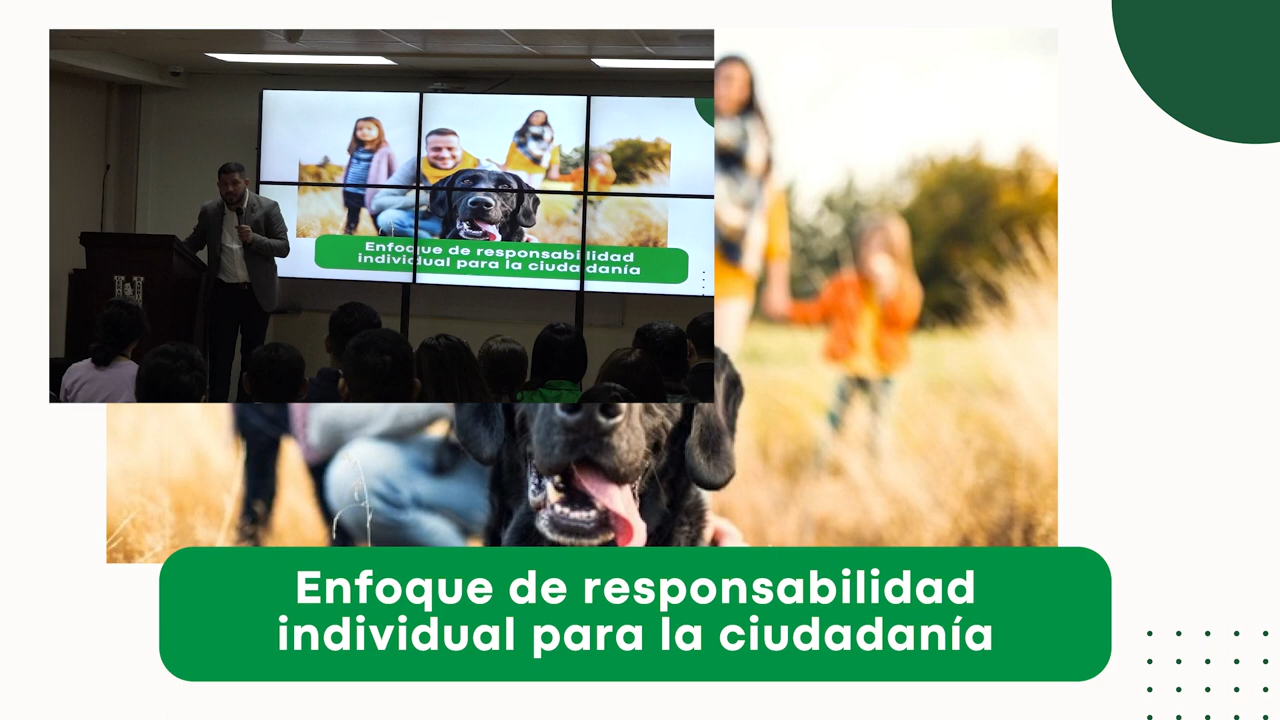 Enfoque de responsabilidad
individual para la ciudadanía
Enfoque de responsabilidad
individual para la ciudadanía